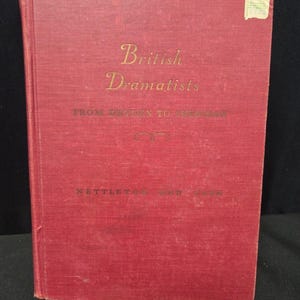 British
Dramatists
FROM DRYDEN TO SHERIDAN
NETTLETON AND CASE